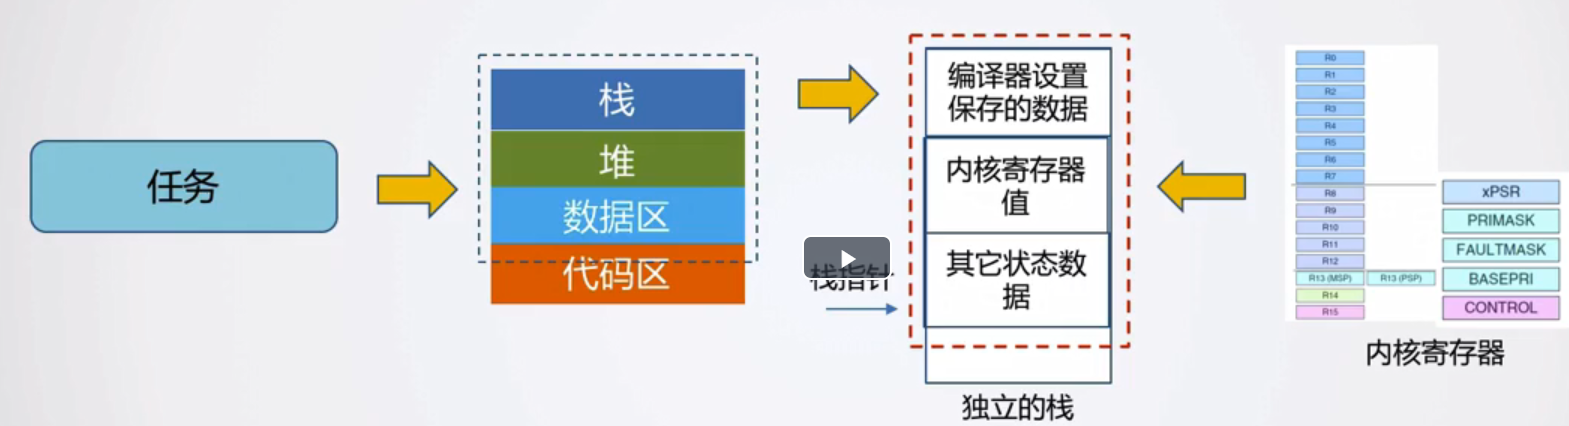 任务
栈
堆
数据区
代码区
栈指针
编译器设置
保存的数据
内核寄存器
值
其它状态数
据
独立的栈
R0
R1
R2
R3
R4
R5
R6
R7
R8
R9
R10
R11
R12
R13 (MSP)
R13 (PSP)
R14
R15
xPSR
PRIMASK
FAULTMASK
BASEPRI
CONTROL
内核寄存器